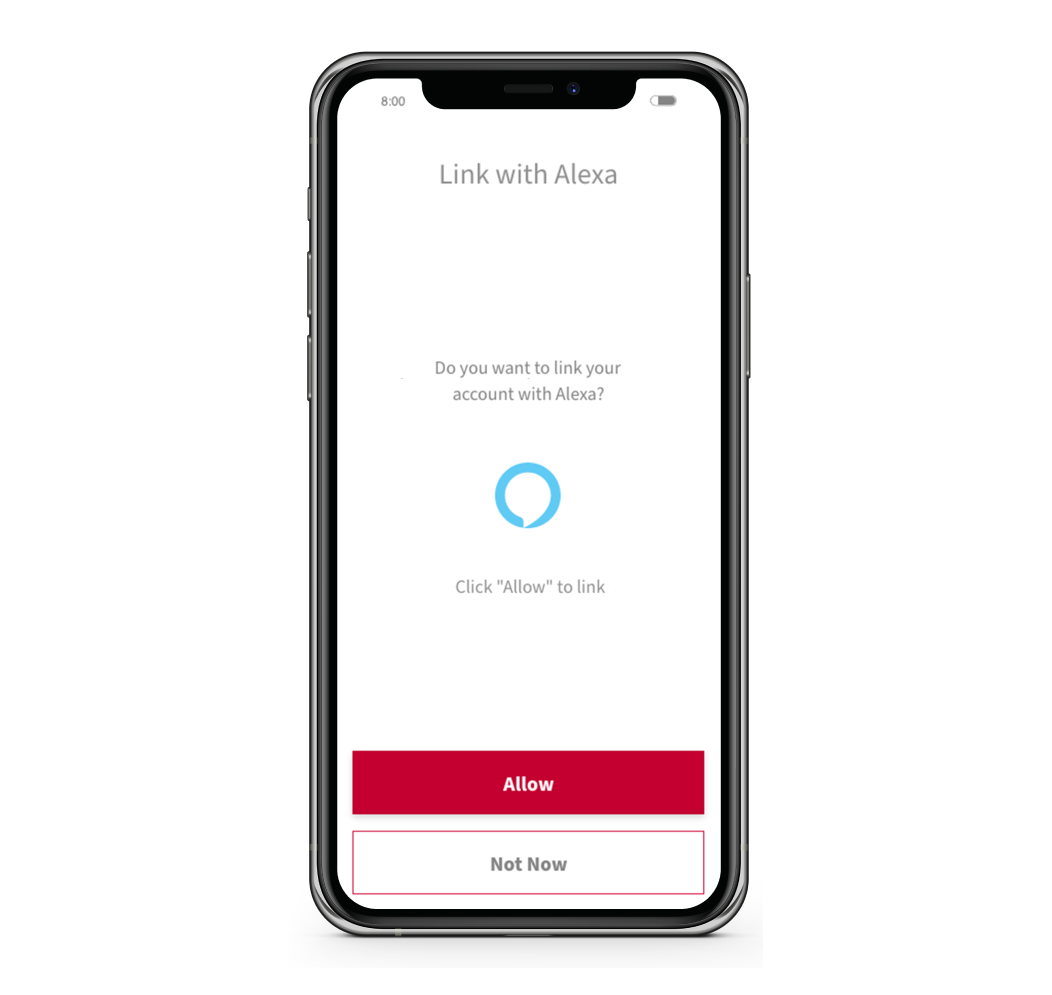 8:00
Link with Alexa
Do you want to link your
account with Alexa?
Click "Allow" to link
Allow
Not Now